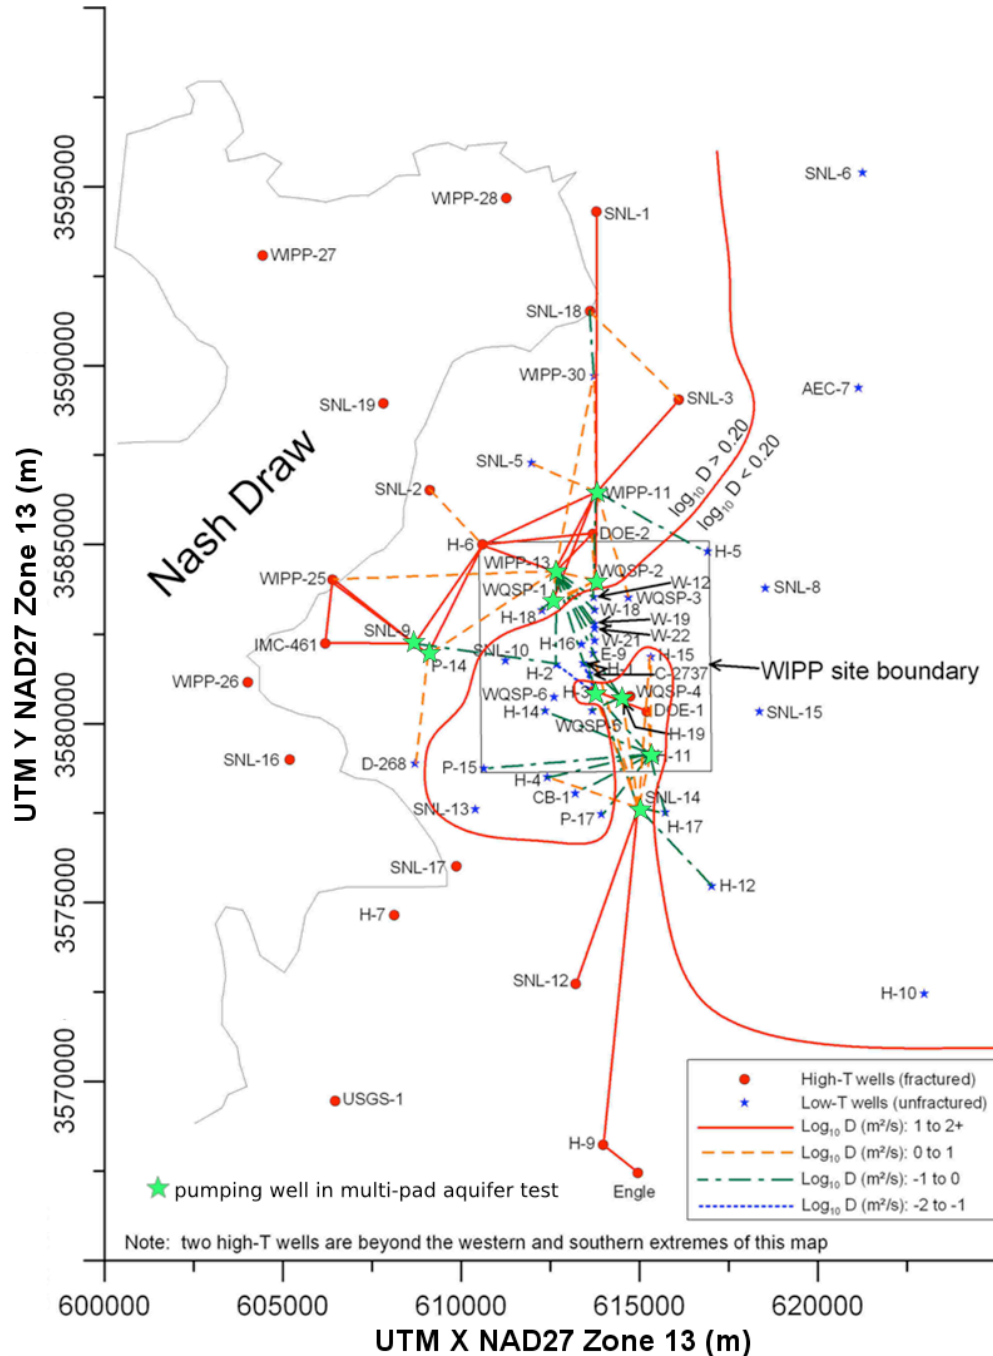 SNL-6
WIPP-28
SNL-1
WIPP-27
SNL-18
WIPP-30
AEC-7
SNL-3
SNL-19
log₁₀ D > 0.20
log₁₀ D < 0.20
Nash Draw
SNL-5
SNL-2
WIPP-11
DOE-2
H-6
H-5
WIPP-13
WQSP-2
WIPP-25
W-12
SNL-8
WQSP-1
WQSP-3
H-18
W-18
W-19
SNL-9
W-22
IMC-461
H-16
W-21
SNL-10
E-9
H-15
P-14
H-2
H-1
C-2737
WIPP site boundary
WIPP-26
WQSP-6
H-3
WQSP-4
H-14
DOE-1
SNL-15
WQSP-5
H-19
SNL-16
D-268
P-15
H-11
H-4
CB-1
SNL-14
SNL-13
P-17
H-17
SNL-17
H-12
H-7
SNL-12
H-10
USGS-1
H-9
Engle
High-T wells (fractured)
Low-T wells (unfractured)
Log₁₀ D (m²/s): 1 to 2+
Log₁₀ D (m²/s): 0 to 1
Log₁₀ D (m²/s): -1 to 0
Log₁₀ D (m²/s): -2 to -1
pumping well in multi-pad aquifer test
Note: two high-T wells are beyond the western and southern extremes of this map
3595000
3590000
3585000
3580000
3575000
3570000
UTM Y NAD27 Zone 13 (m)
600000 605000 610000 615000 620000
UTM X NAD27 Zone 13 (m)